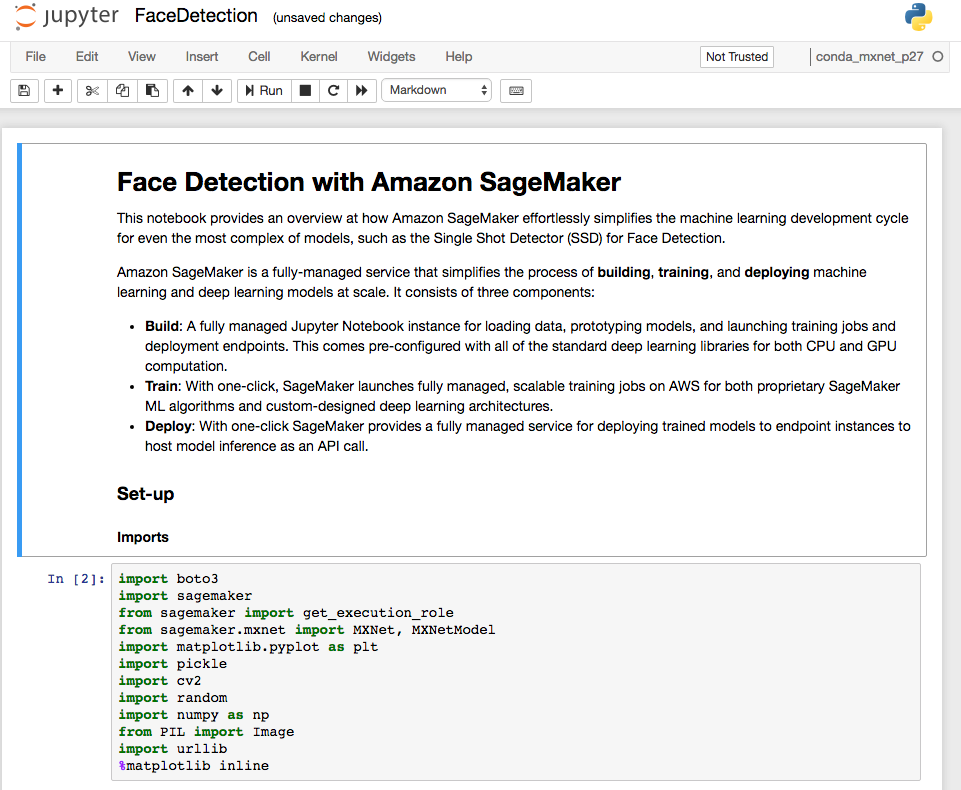 jupyter FaceDetection (unsaved changes)
File Edit View Insert Cell Kernel Widgets Help Not Trusted conda_mxnet_p27
Run Markdown
Face Detection with Amazon SageMaker
This notebook provides an overview at how Amazon SageMaker effortlessly simplifies the machine learning development cycle
for even the most complex of models, such as the Single Shot Detector (SSD) for Face Detection.
Amazon SageMaker is a fully-managed service that simplifies the process of building, training, and deploying machine
learning and deep learning models at scale. It consists of three components:
• Build: A fully managed Jupyter Notebook instance for loading data, prototyping models, and launching training jobs and
deployment endpoints. This comes pre-configured with all of the standard deep learning libraries for both CPU and GPU
computation.
• Train: With one-click, SageMaker launches fully managed, scalable training jobs on AWS for both proprietary SageMaker
ML algorithms and custom-designed deep learning architectures.
• Deploy: With one-click SageMaker provides a fully managed service for deploying trained models to endpoint instances to
host model inference as an API call.
Set-up
Imports
In [2]: import boto3
import sagemaker
from sagemaker import get_execution_role
from sagemaker.mxnet import MXNet, MXNetModel
import matplotlib.pyplot as plt
import pickle
import cv2
import random
import numpy as np
from PIL import Image
import urllib
%matplotlib inline